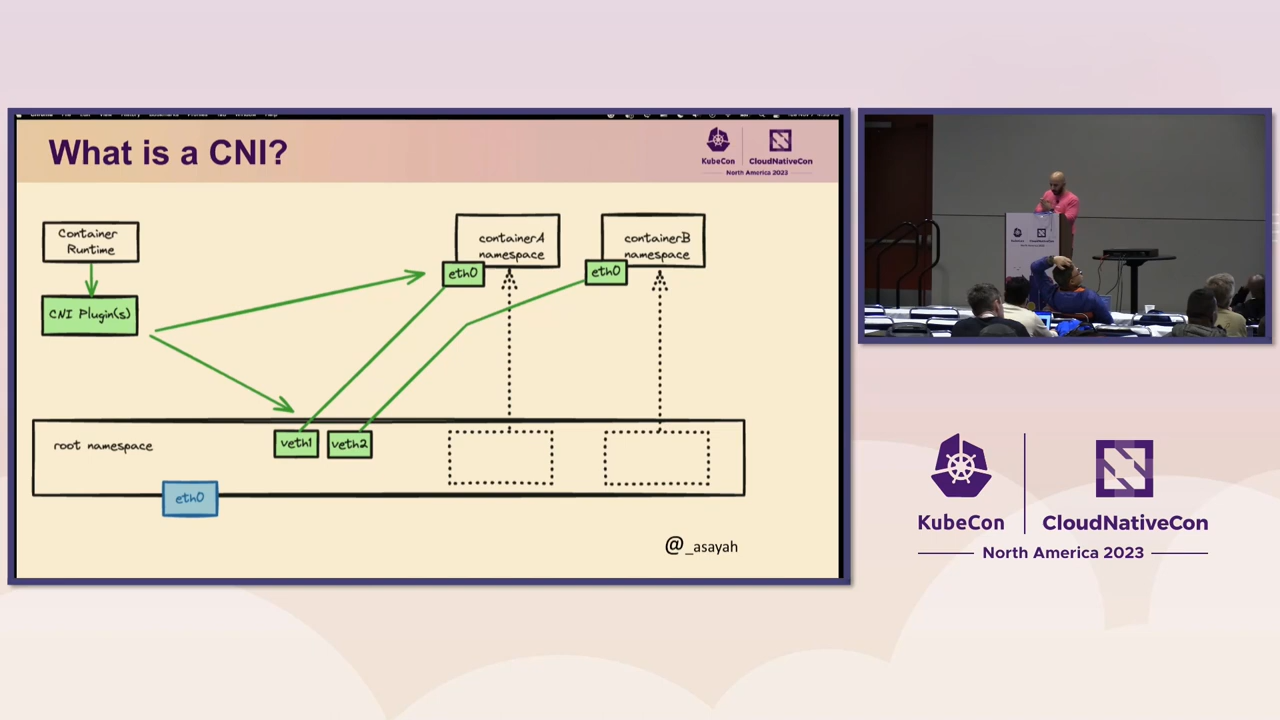 What is a CNI?
KubeCon
CloudNativeCon
North America 2023
Container
Runtime
CNI Plugin(s)
containerA
namespace
eth0
containerB
namespace
eth0
root namespace
veth1
veth2
eth0
@_asayah
KubeCon
CloudNativeCon
North America 2023